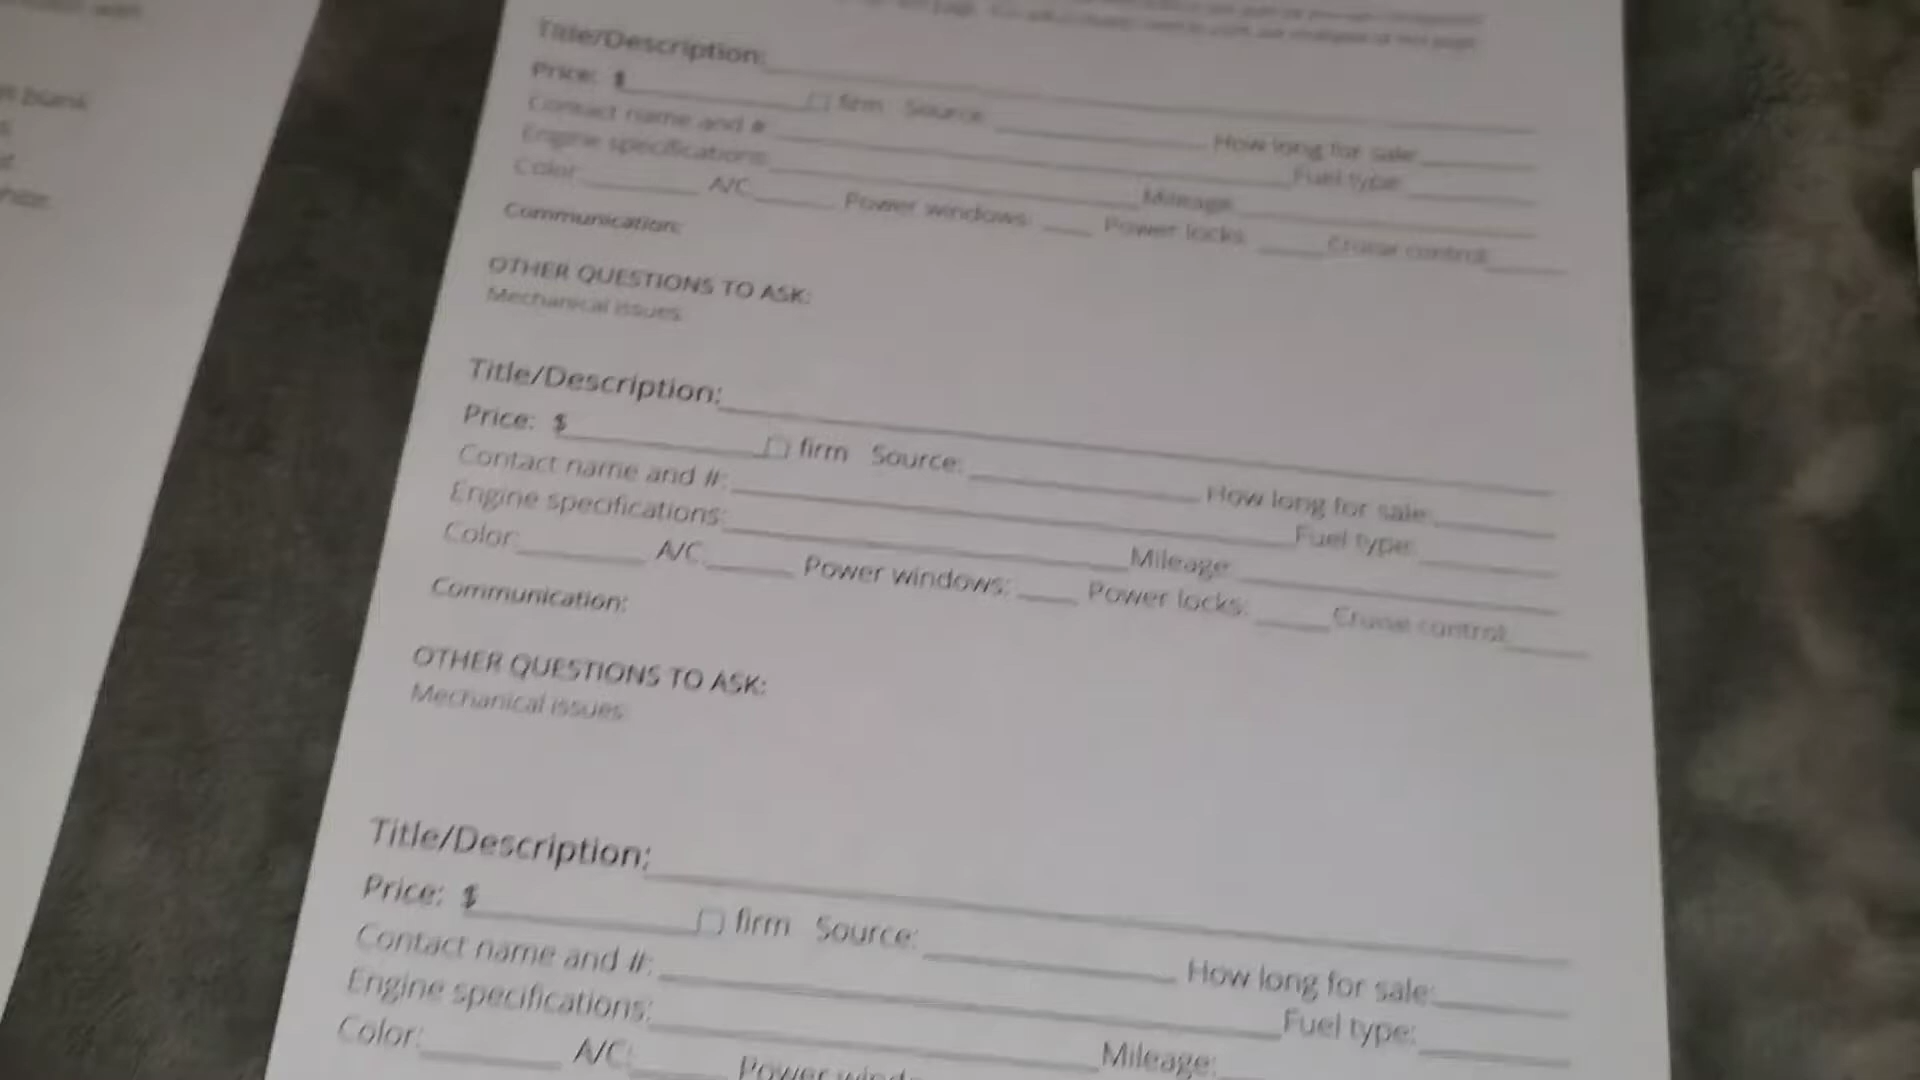 blank
Title/Description:
Price: $ firm Source: How long for sale:
Contact name and #: Fuel type:
Engine specifications: Mileage:
Color: A/C: Power windows: Power locks: Cruise control:
Communication:
OTHER QUESTIONS TO ASK:
Mechanical issues:
Title/Description:
Price: $ firm Source: How long for sale:
Contact name and #: Fuel type:
Engine specifications: Mileage:
Color: A/C: Power windows: Power locks: Cruise control:
Communication:
OTHER QUESTIONS TO ASK:
Mechanical issues:
Title/Description:
Price: $ firm Source: How long for sale:
Contact name and #: Fuel type:
Engine specifications: Mileage:
Color: A/C: Power